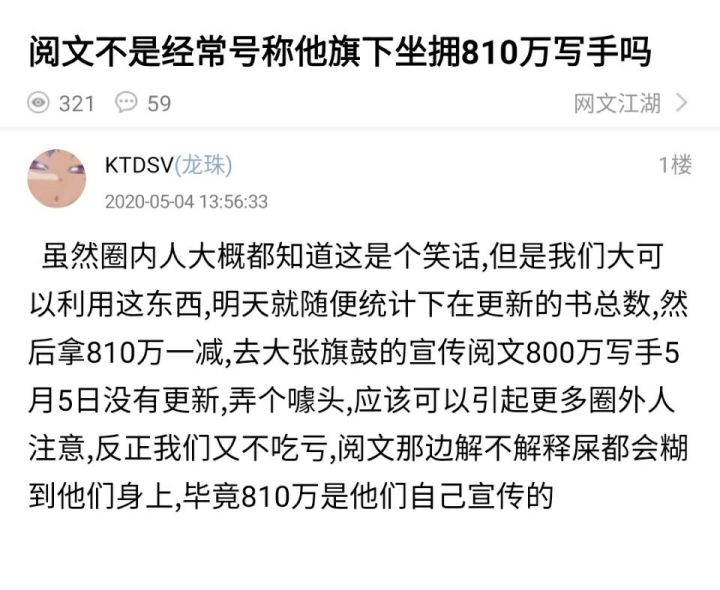 阅文不是经常号称他旗下坐拥810万写手吗
321 59 网文江湖
KTDSV(龙珠) 1楼
2020-05-04 13:56:33
虽然圈内人大概都知道这是个笑话,但是我们大可
以利用这东西,明天就随便统计下在更新的书总数,然
后拿810万一减,去大张旗鼓的宣传阅文800万写手5
月5日没有更新,弄个噱头,应该可以引起更多圈外人
注意,反正我们又不吃亏,阅文那边解不解释屎都会糊
到他们身上,毕竟810万是他们自己宣传的